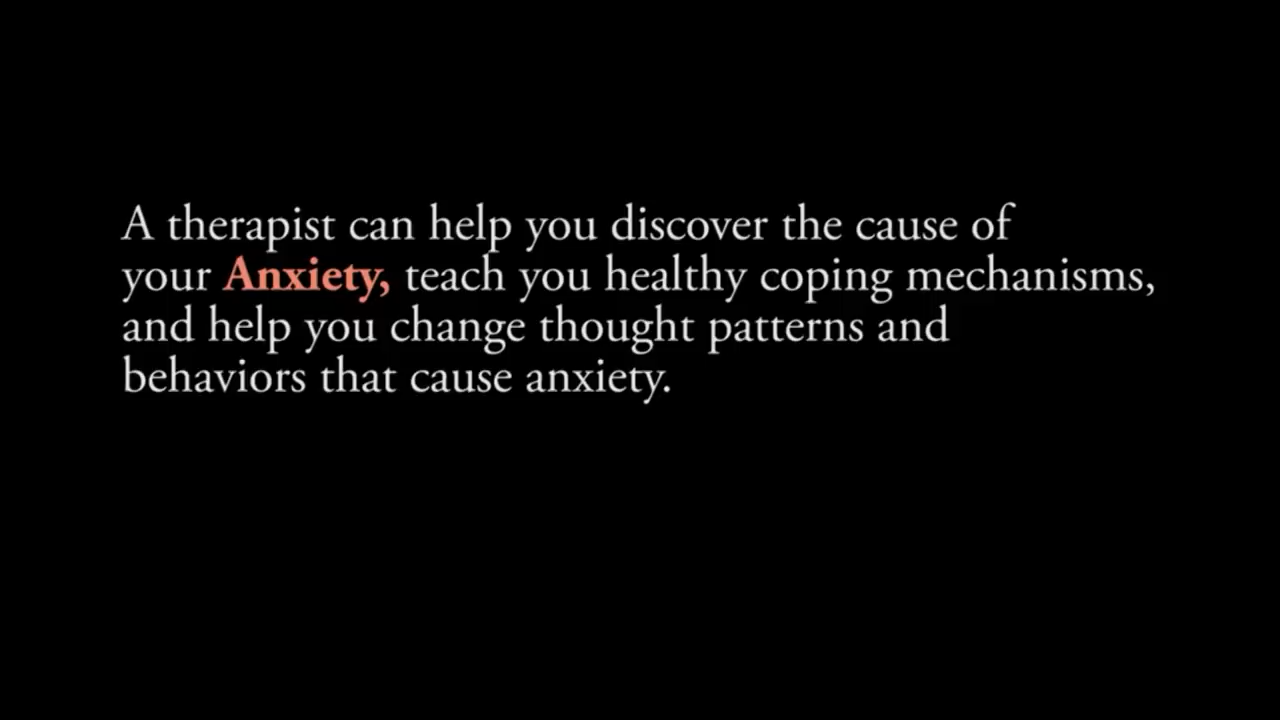 A therapist can help you discover the cause of
your Anxiety, teach you healthy coping mechanisms,
and help you change thought patterns and
behaviors that cause anxiety.